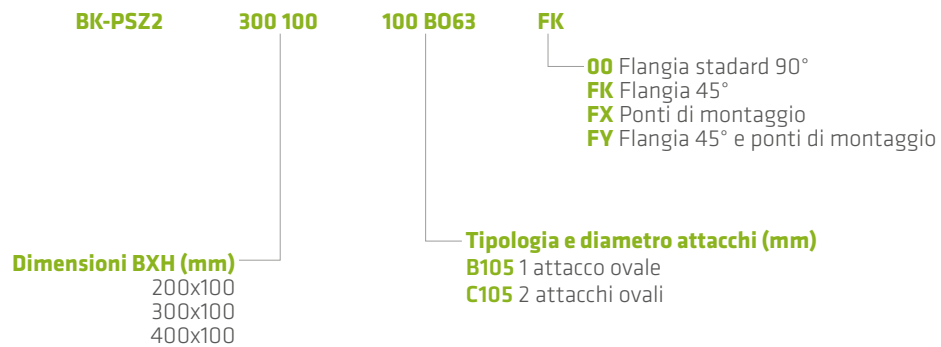 BK-PSZ2 300 100 100 BO63 FK
00 Flangia stadard 90°
FK Flangia 45°
FX Ponti di montaggio
FY Flangia 45° e ponti di montaggio
Tipologia e diametro attacchi (mm)
B105 1 attacco ovale
C105 2 attacchi ovali
Dimensioni BXH (mm)
200x100
300x100
400x100